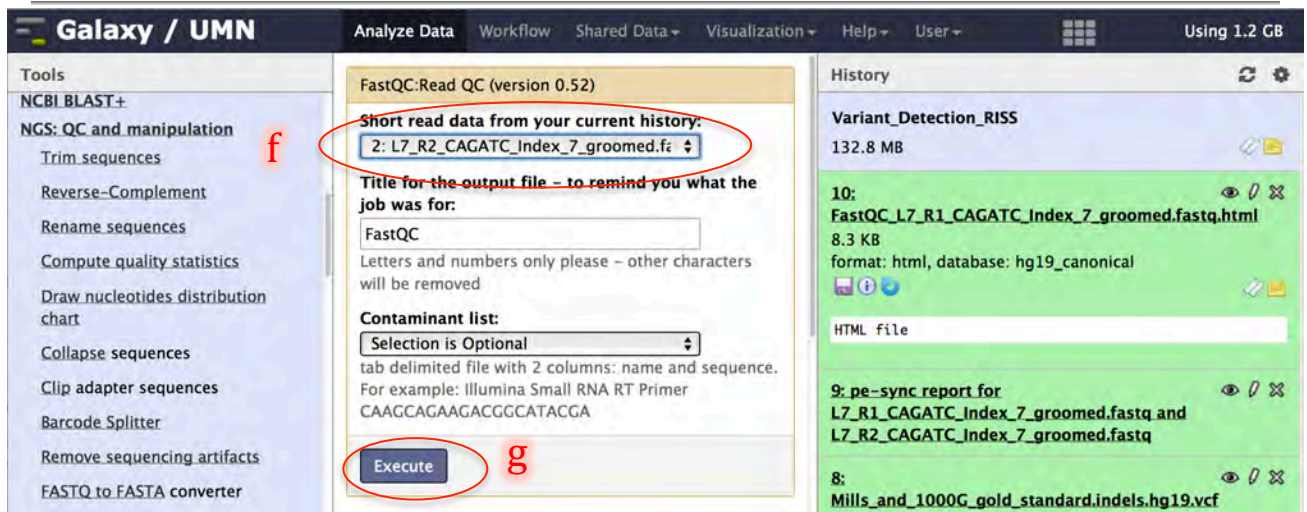 Galaxy / UMN
Analyze Data Workflow Shared Data Visualization Help User Using 1.2 GB
Tools
NCBI BLAST+
NGS: QC and manipulation
Trim sequences
Reverse-Complement
Rename sequences
Compute quality statistics
Draw nucleotides distribution
chart
Collapse sequences
Clip adapter sequences
Barcode Splitter
Remove sequencing artifacts
FASTQ to FASTA converter
f
FastQC:Read QC (version 0.52)
Short read data from your current history:
2: L7_R2_CAGATC_Index_7_groomed.fa
Title for the output file – to remind you what the
job was for:
FastQC
Letters and numbers only please – other characters
will be removed
Contaminant list:
Selection is Optional
tab delimited file with 2 columns: name and sequence.
For example: Illumina Small RNA RT Primer
CAAGCAGAAGACGGCATACGA
Execute
g
History
Variant_Detection_RISS
132.8 MB
10:
FastQC_L7_R1_CAGATC_Index_7_groomed.fastq.html
8.3 KB
format: html, database: hg19_canonical
HTML file
9: pe-sync report for
L7_R1_CAGATC_Index_7_groomed.fastq and
L7_R2_CAGATC_Index_7_groomed.fastq
8:
Mills_and_1000G_gold_standard.indels.hg19.vcf